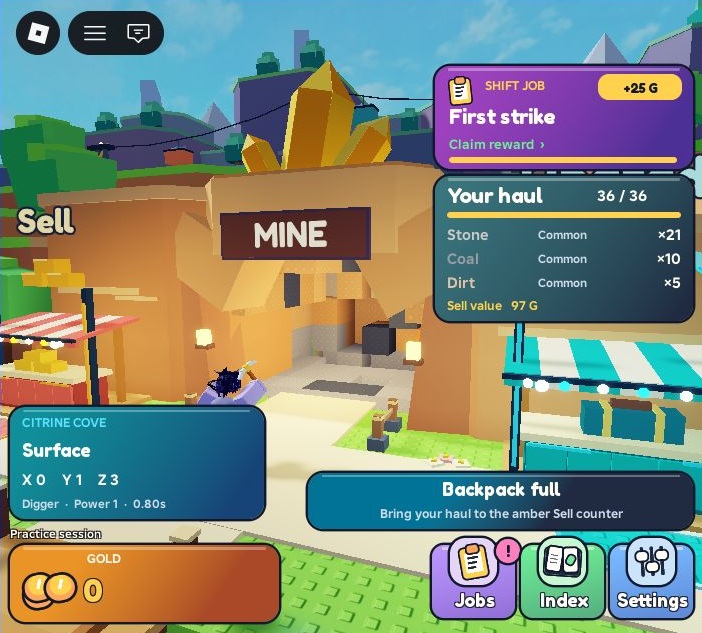 SHIFT JOB
+25 G
First strike
Claim reward ›
Your haul 36 / 36
Stone Common ×21
Coal Common ×10
Dirt Common ×5
Sell value 97 G
Sell
MINE
CITRINE COVE
Surface
X 0 Y 1 Z 3
Digger · Power 1 · 0.80s
Backpack full
Bring your haul to the amber Sell counter
Practice session
GOLD
0
!
Jobs
Index
Settings